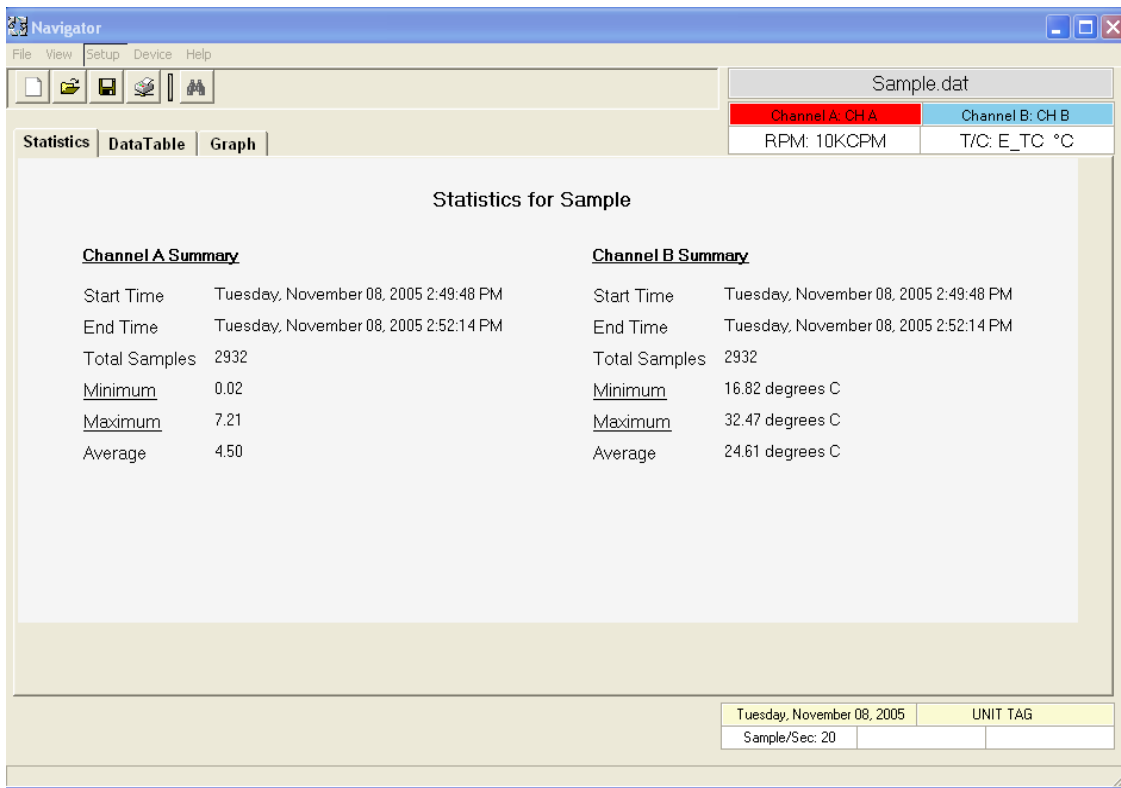 Navigator
File View Setup Device Help
Sample.dat
Channel A: CH A Channel B: CH B
RPM: 10KCPM T/C: E_TC °C
Statistics DataTable Graph
Statistics for Sample
Channel A Summary Channel B Summary
Start Time Tuesday, November 08, 2005 2:49:48 PM Start Time Tuesday, November 08, 2005 2:49:48 PM
End Time Tuesday, November 08, 2005 2:52:14 PM End Time Tuesday, November 08, 2005 2:52:14 PM
Total Samples 2932 Total Samples 2932
Minimum 0.02 Minimum 16.82 degrees C
Maximum 7.21 Maximum 32.47 degrees C
Average 4.50 Average 24.61 degrees C
Tuesday, November 08, 2005 UNIT TAG
Sample/Sec: 20